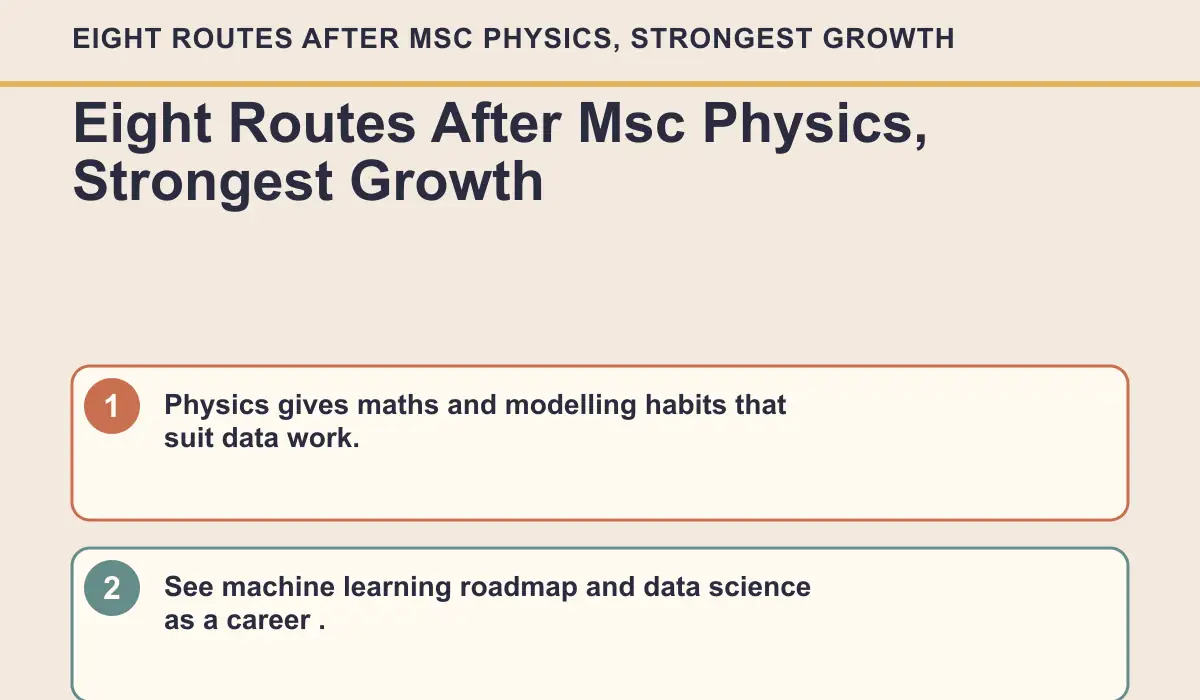 EIGHT ROUTES AFTER MSC PHYSICS, STRONGEST GROWTH
Eight Routes After Msc Physics,
Strongest Growth
1
Physics gives maths and modelling habits that
suit data work.
2
See machine learning roadmap and data science
as a career .